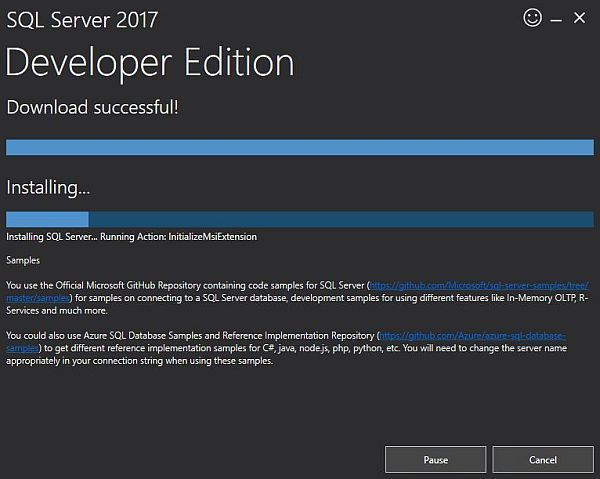 SQL Server 2017
Developer Edition
Download successful!
Installing...
Installing SQL Server... Running Action: InitializeMsiExtension
Samples
You use the Official Microsoft GitHub Repository containing code samples for SQL Server (https://github.com/Microsoft/sql-server-samples/tree/
master/samples) for samples on connecting to a SQL Server database, development samples for using different features like In-Memory OLTP, R-
Services and much more.
You could also use Azure SQL Database Samples and Reference Implementation Repository (https://github.com/Azure/azure-sql-database-
samples) to get different reference implementation samples for C#, java, node.js, php, python, etc. You will need to change the server name
appropriately in your connection string when using these samples.
Pause
Cancel